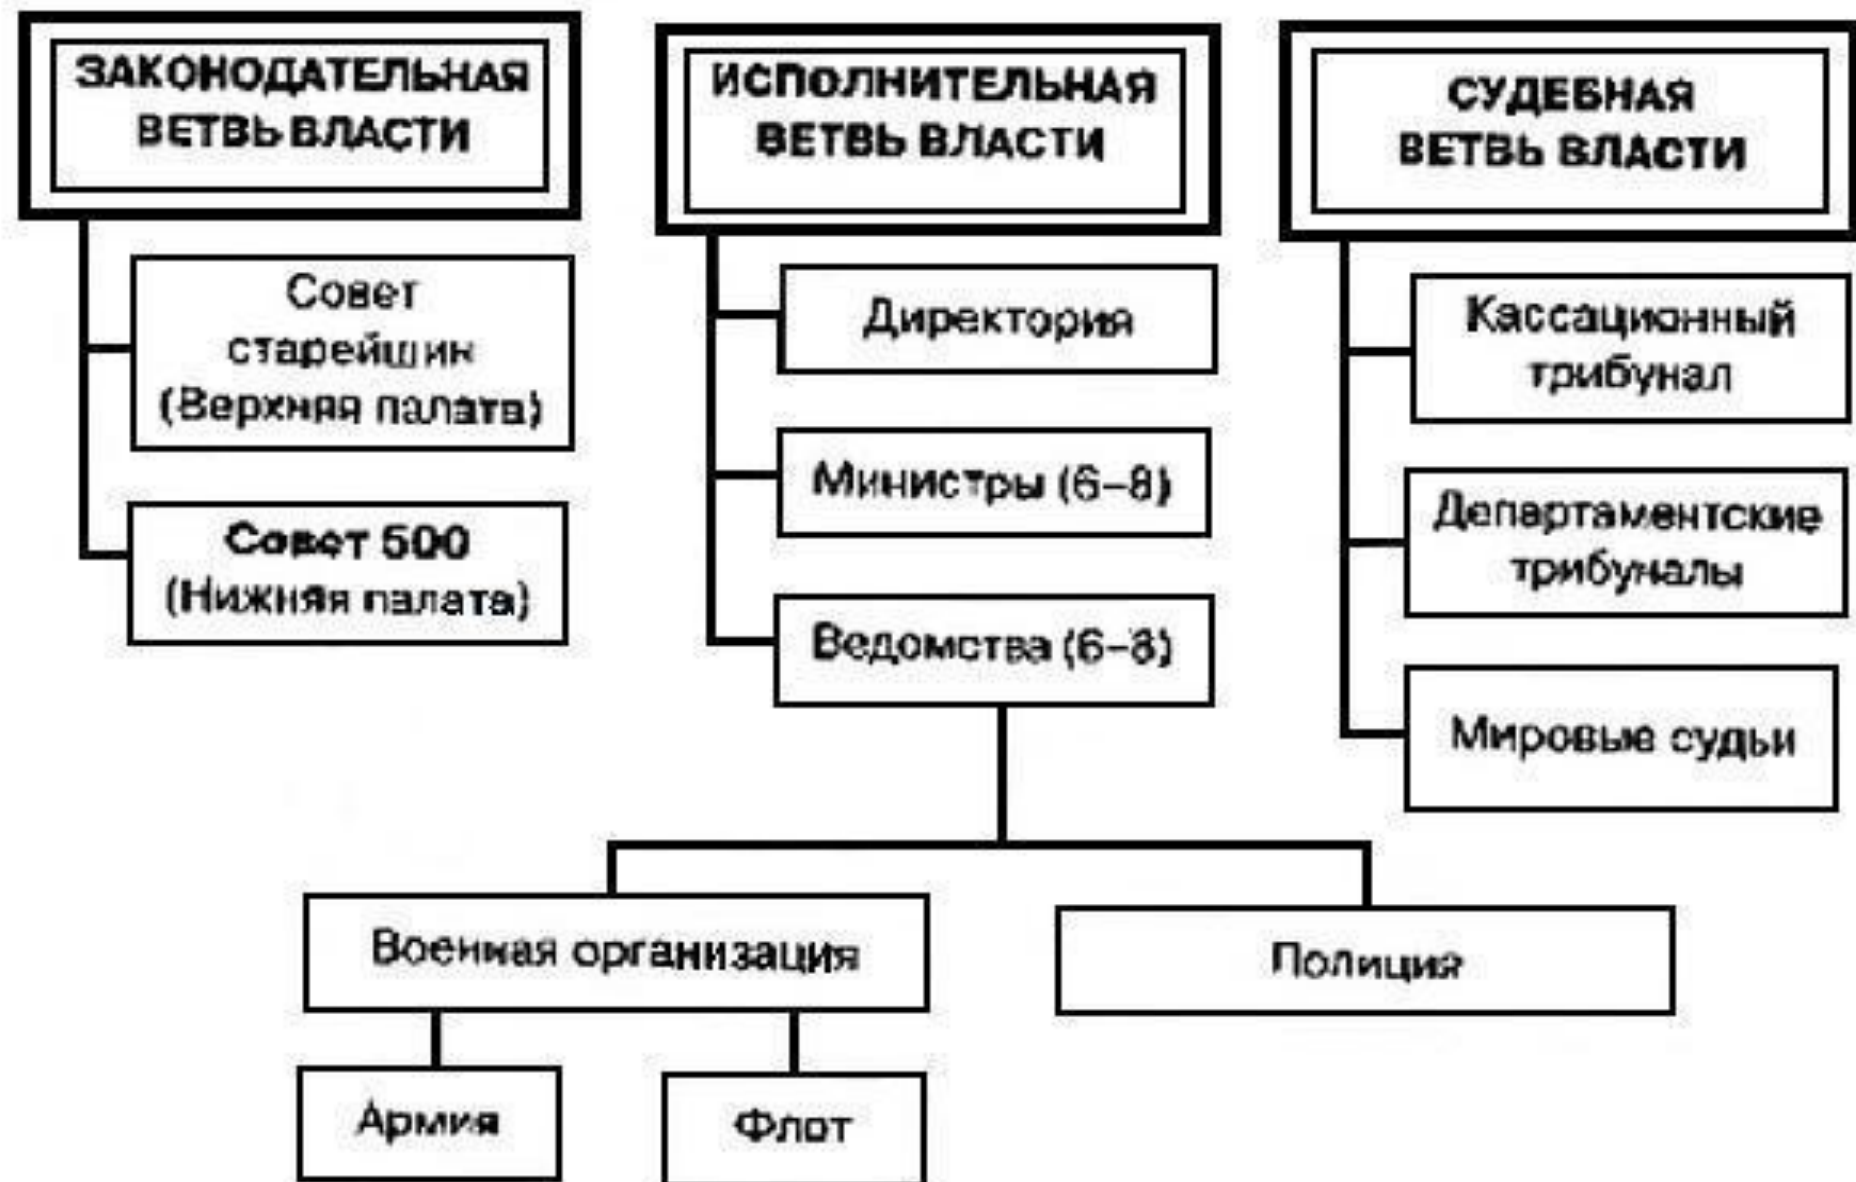 ЗАКОНОДАТЕЛЬНАЯ
ВЕТВЬ ВЛАСТИ
Совет
старейшин
(Верхняя палата)
Совет 500
(Нижняя палата)
ИСПОЛНИТЕЛЬНАЯ
ВЕТВЬ ВЛАСТИ
Директория
Министры (6–8)
Ведомства (6–8)
СУДЕБНАЯ
ВЕТВЬ ВЛАСТИ
Кассационный
трибунал
Департаментские
трибуналы
Мировые судьи
Военная организация
Полиция
Армия
Флот